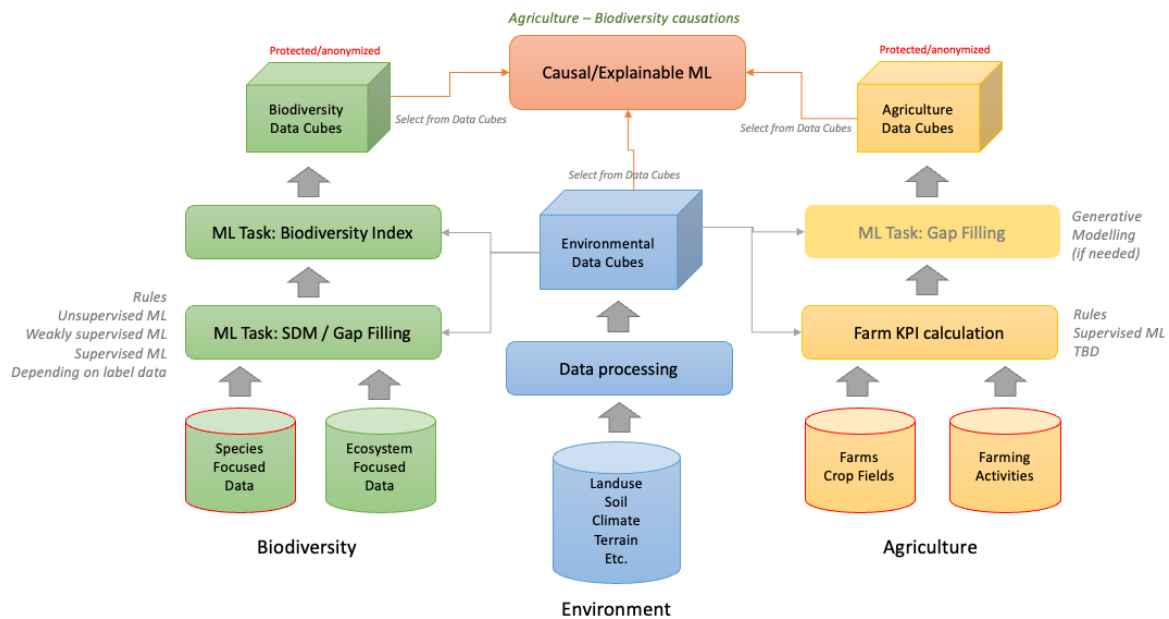 Agriculture – Biodiversity causations
Protected/anonymized
Causal/Explainable ML
Protected/anonymized
Biodiversity
Data Cubes
Select from Data Cubes
Agriculture
Data Cubes
Select from Data Cubes
Select from Data Cubes
ML Task: Biodiversity Index
Environmental
Data Cubes
ML Task: Gap Filling
Generative
Modelling
(if needed)
Rules
Unsupervised ML
Weakly supervised ML
Supervised ML
Depending on label data
ML Task: SDM / Gap Filling
Farm KPI calculation
Rules
Supervised ML
TBD
Data processing
Species
Focused
Data
Ecosystem
Focused
Data
Landuse
Soil
Climate
Terrain
Etc.
Farms
Crop Fields
Farming
Activities
Biodiversity
Environment
Agriculture